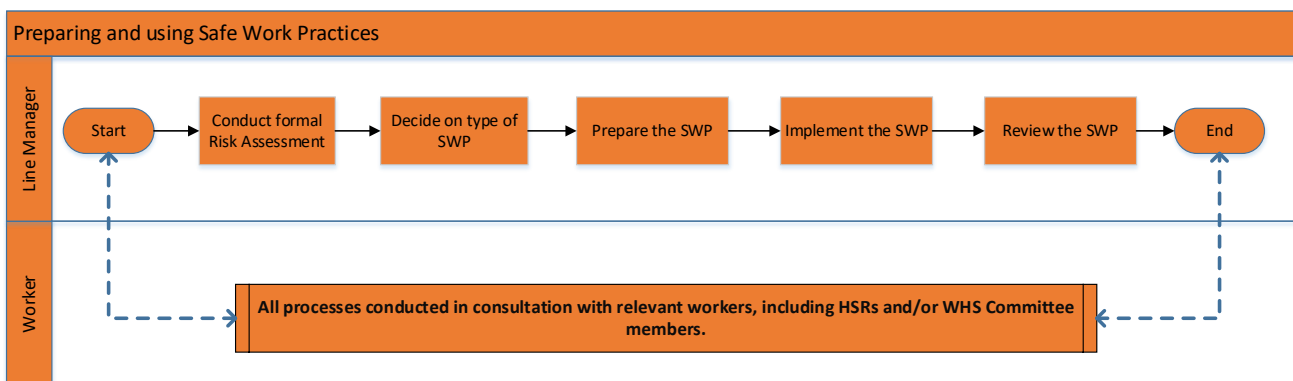 Preparing and using Safe Work Practices
Line Manager
Start
Conduct formal
Risk Assessment
Decide on type of
SWP
Prepare the SWP
Implement the SWP
Review the SWP
End
Worker
All processes conducted in consultation with relevant workers, including HSRs and/or WHS Committee
members.